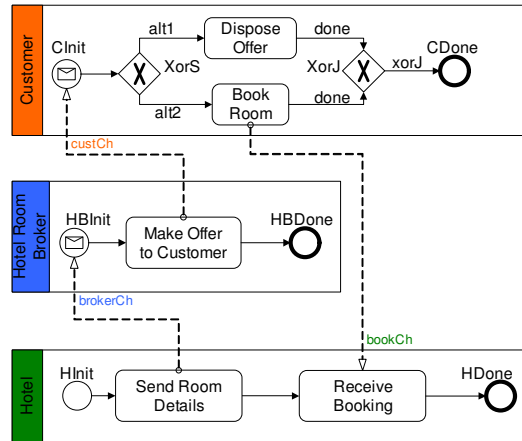 Customer
CInit
alt1
Dispose
Offer
done
XorS
XorJ
xorJ
CDone
alt2
Book
Room
done
custCh
Hotel Room
Broker
HBInit
Make Offer
to Customer
HBDone
brokerCh
bookCh
Hotel
HInit
Send Room
Details
Receive
Booking
HDone